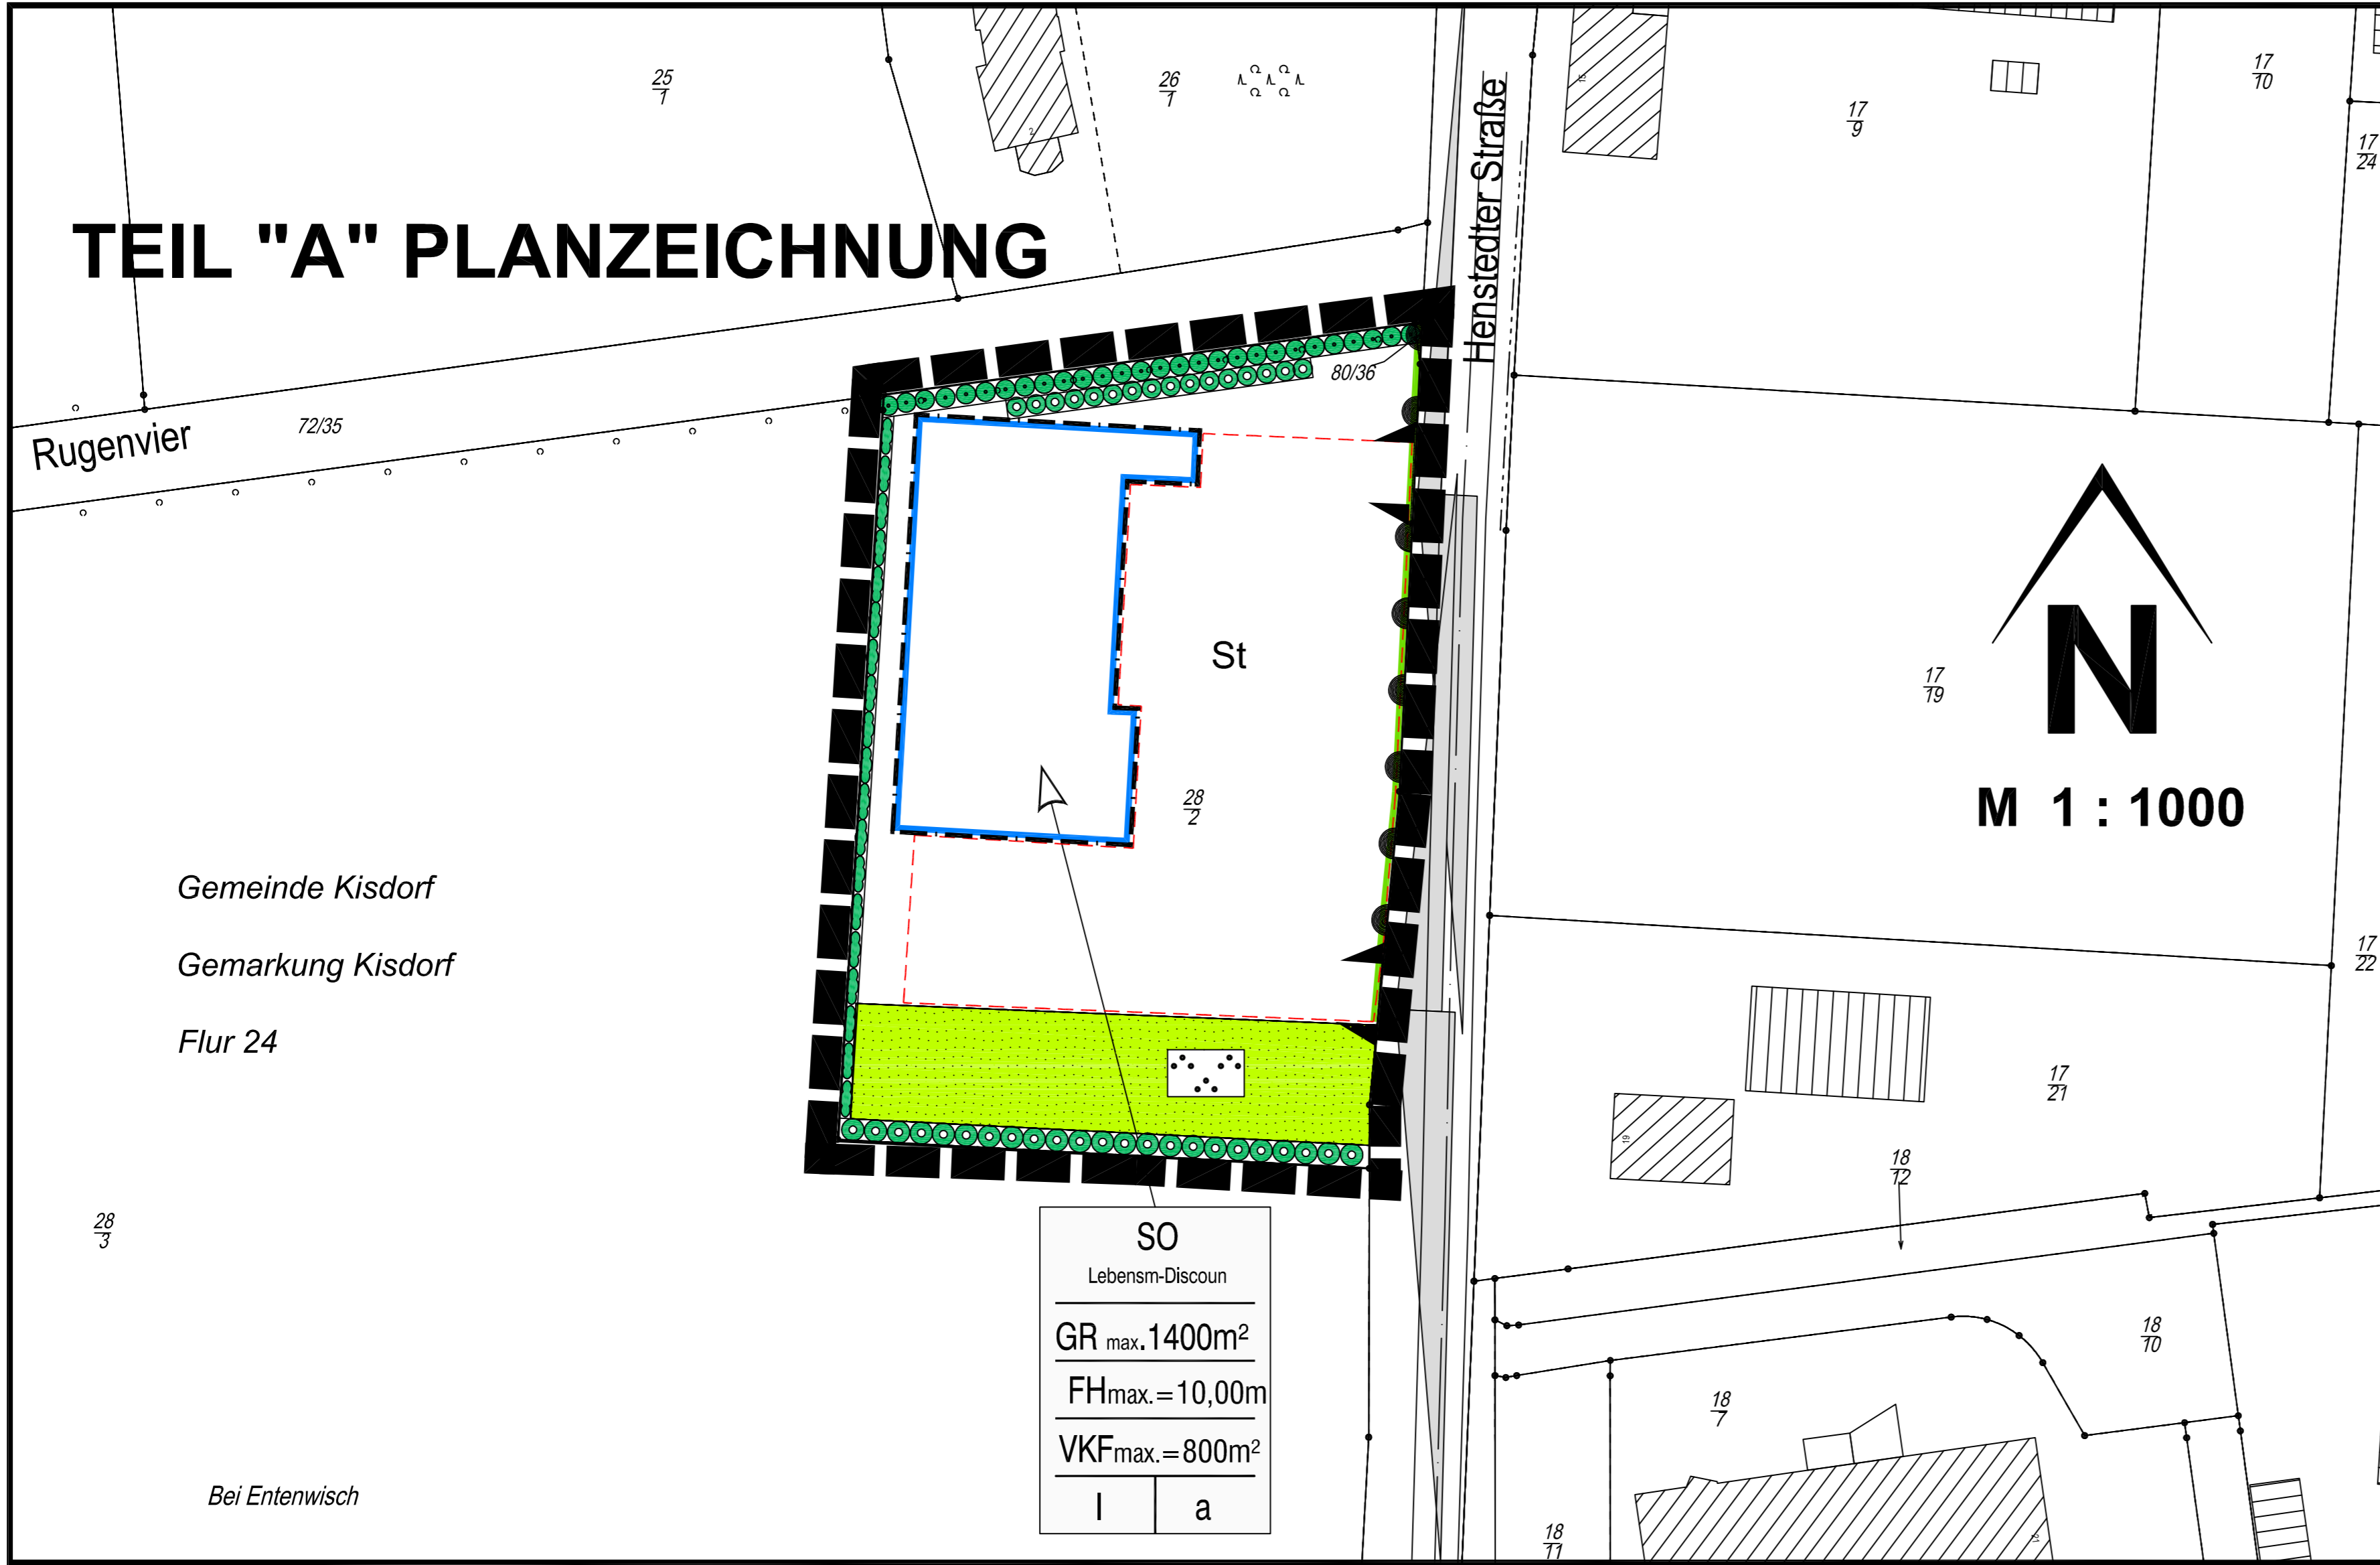 25
1
26
1
17
9
17
10
17
24
Henstedter Straße
TEIL "A" PLANZEICHNUNG
80/36
72/35
Rugenvier
St
17
19
N
M 1 : 1000
28
2
Gemeinde Kisdorf
Gemarkung Kisdorf
Flur 24
17
22
17
21
19
18
12
28
3
SO
Lebensm-Discoun
GR max.1400m²
FHmax.=10,00m
VKFmax.=800m²
I a
18
10
18
7
Bei Entenwisch
18
11
21
2